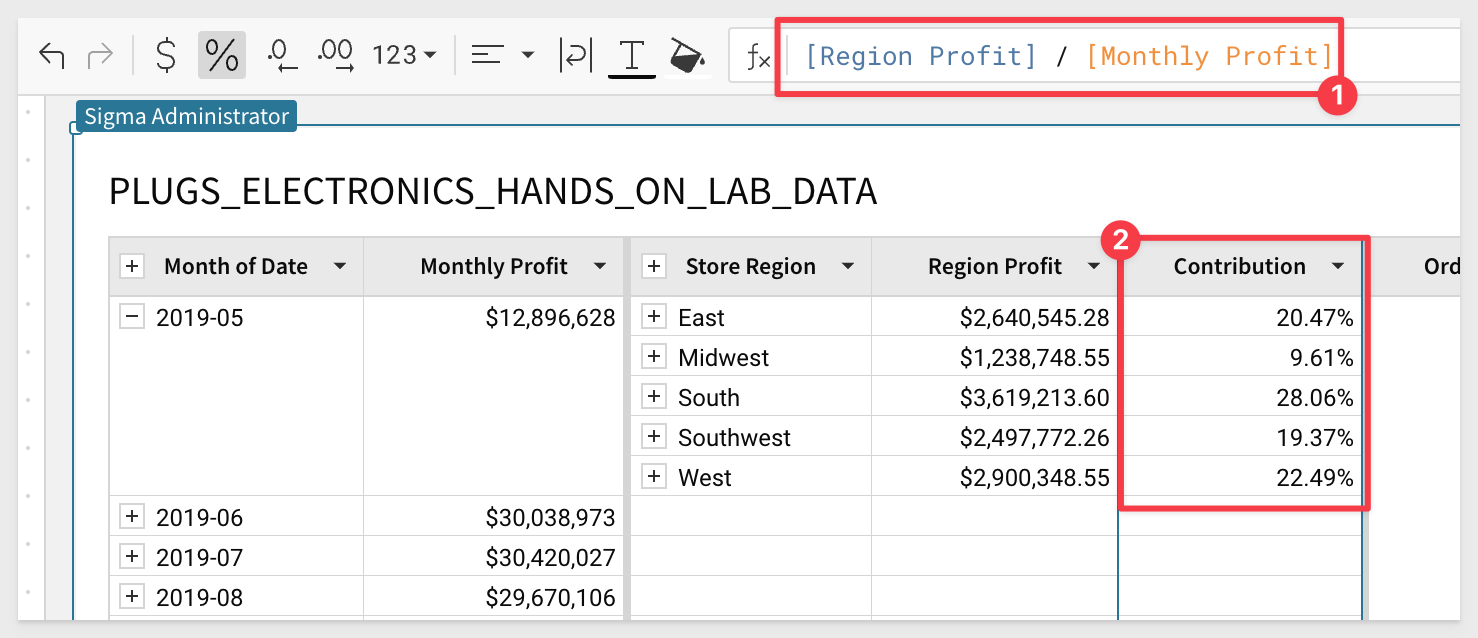 $ % .0 .00 123 T fx [Region Profit] / [Monthly Profit]
1
Sigma Administrator
PLUGS_ELECTRONICS_HANDS_ON_LAB_DATA
2
Month of Date Monthly Profit Store Region Region Profit Contribution Ord
2019-05 $12,896,628 East $2,640,545.28 20.47%
Midwest $1,238,748.55 9.61%
South $3,619,213.60 28.06%
Southwest $2,497,772.26 19.37%
West $2,900,348.55 22.49%
2019-06 $30,038,973
2019-07 $30,420,027
2019-08 $29,670,106